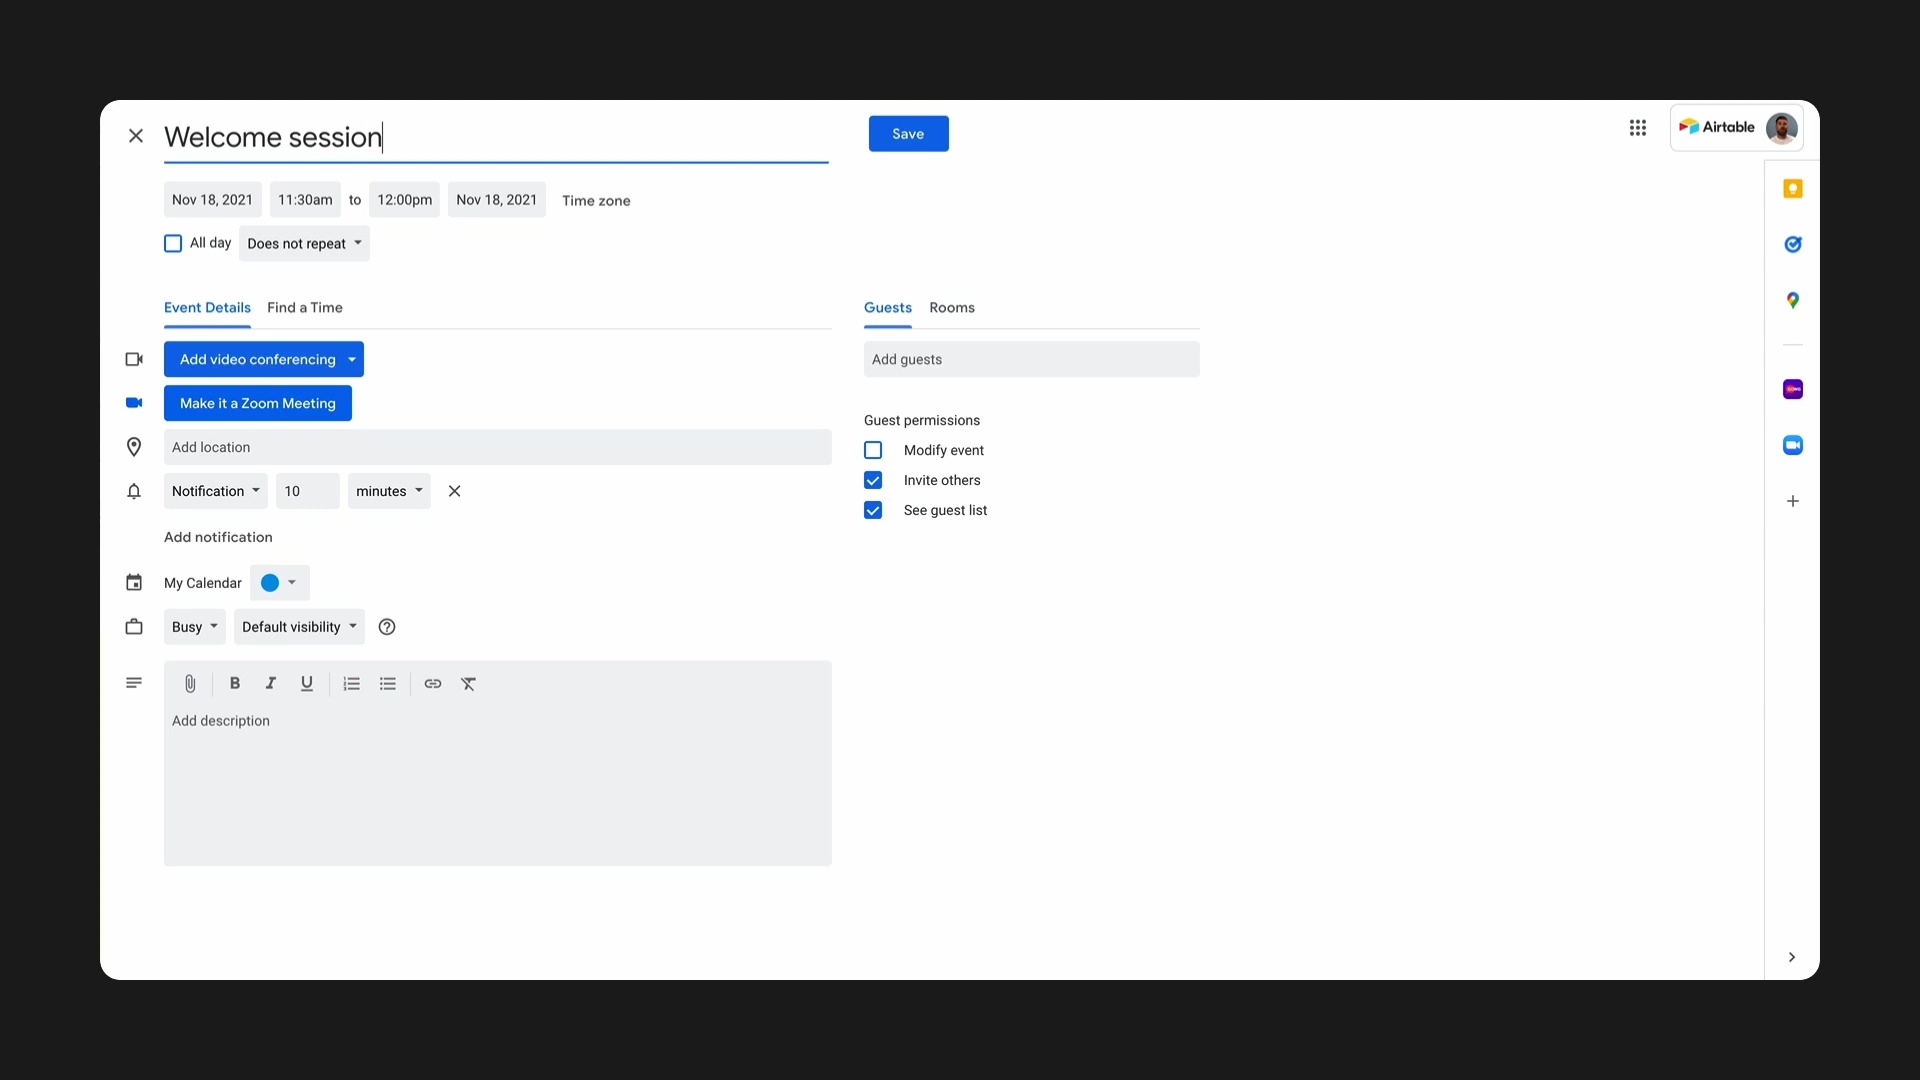 Welcome session
Save
Airtable
Nov 18, 2021 11:30am to 12:00pm Nov 18, 2021 Time zone
All day Does not repeat
Event Details Find a Time
Guests Rooms
Add video conferencing
Add guests
Make it a Zoom Meeting
Guest permissions
Add location
Modify event
Notification 10 minutes
Invite others
See guest list
Add notification
My Calendar
Busy Default visibility
B I U
Add description